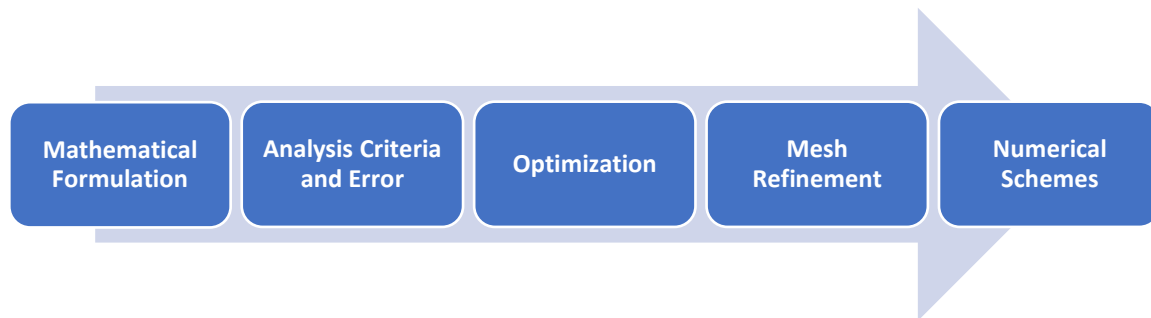 Mathematical
Formulation
Analysis Criteria
and Error
Optimization
Mesh
Refinement
Numerical
Schemes